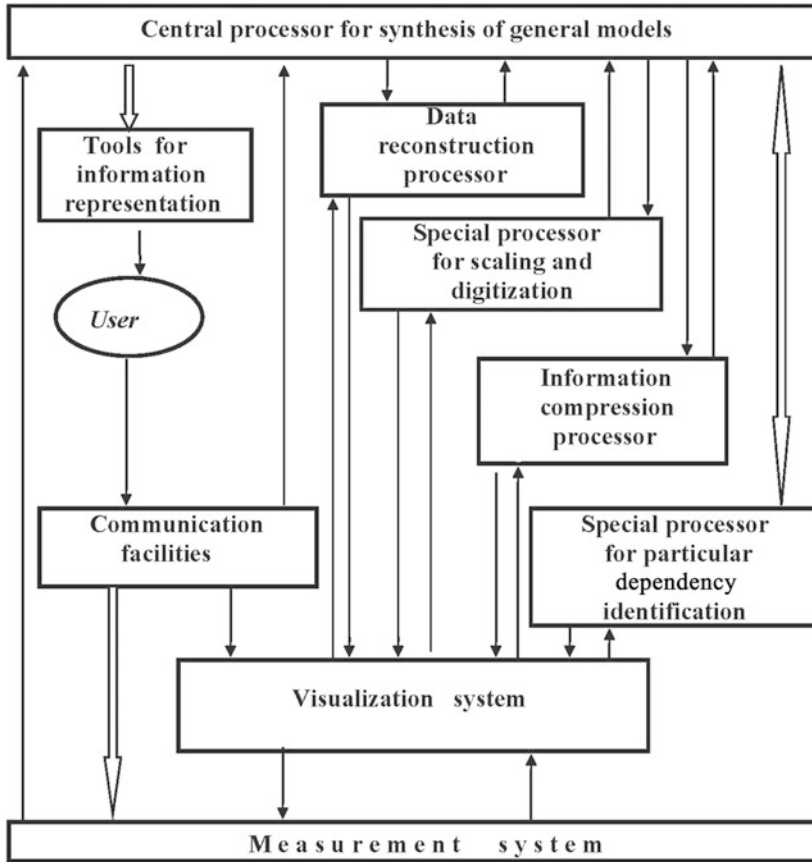 Central processor for synthesis of general models
Tools for
information
representation
Data
reconstruction
processor
Special processor
for scaling and
digitization
User
Information
compression
processor
Communication
facilities
Special processor
for particular
dependency
identification
Visualization system
Measurement system